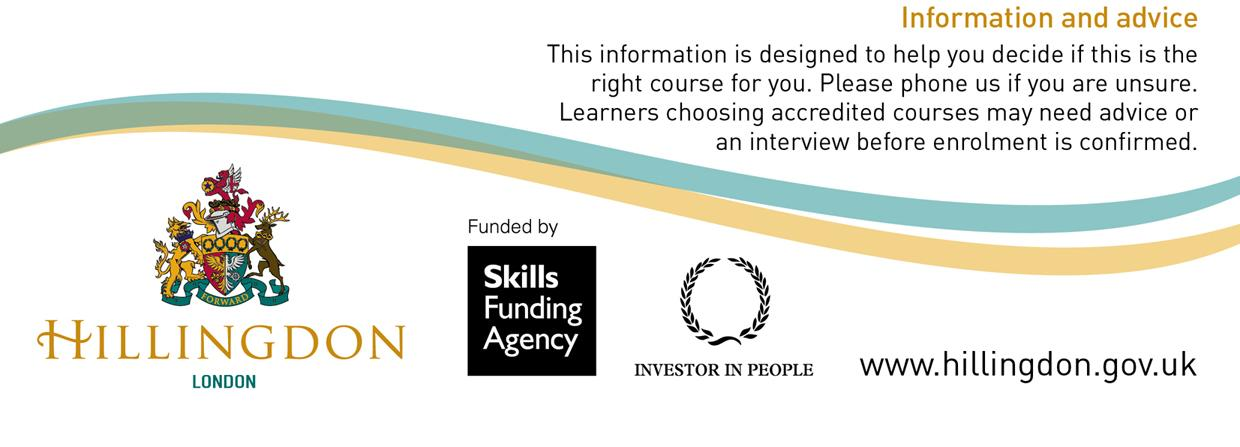 Information and advice
This information is designed to help you decide if this is the
right course for you. Please phone us if you are unsure.
Learners choosing accredited courses may need advice or
an interview before enrolment is confirmed.
FORWARD
HILLINGDON
LONDON
Funded by
Skills
Funding
Agency
INVESTOR IN PEOPLE
www.hillingdon.gov.uk